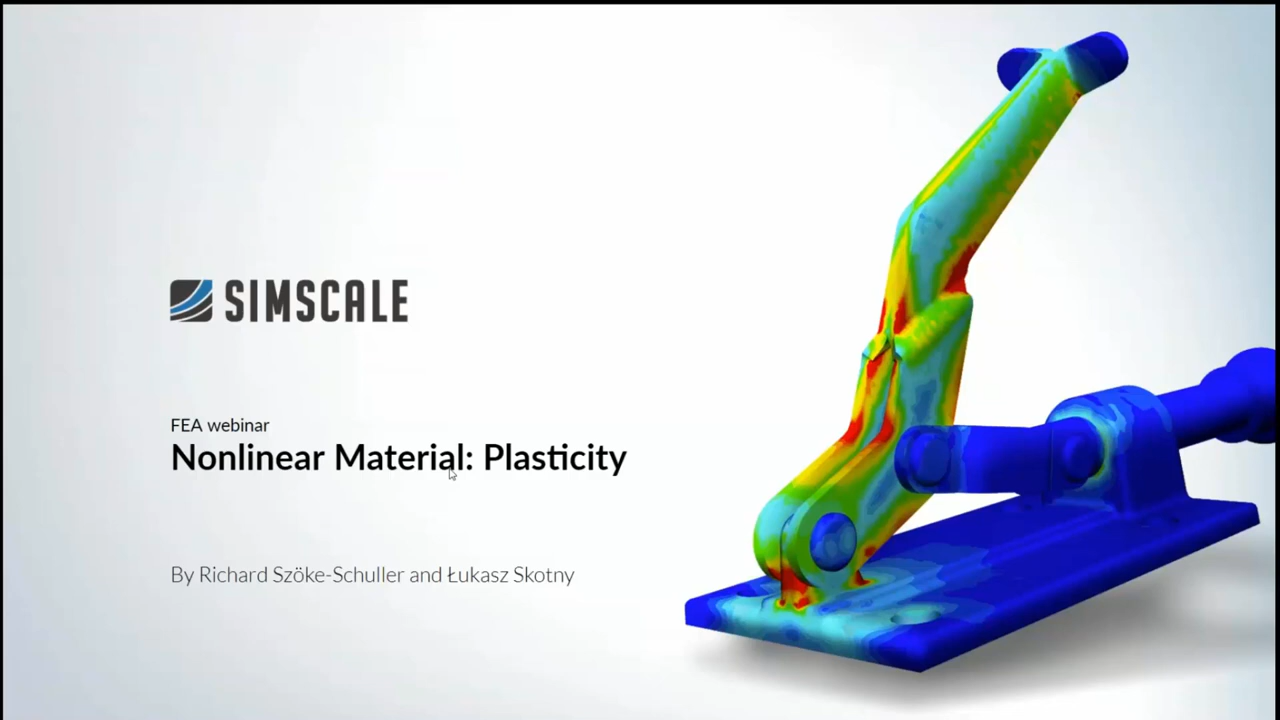 SIMSCALE
FEA webinar
Nonlinear Material: Plasticity
By Richard Szöke-Schuller and Łukasz Skotny